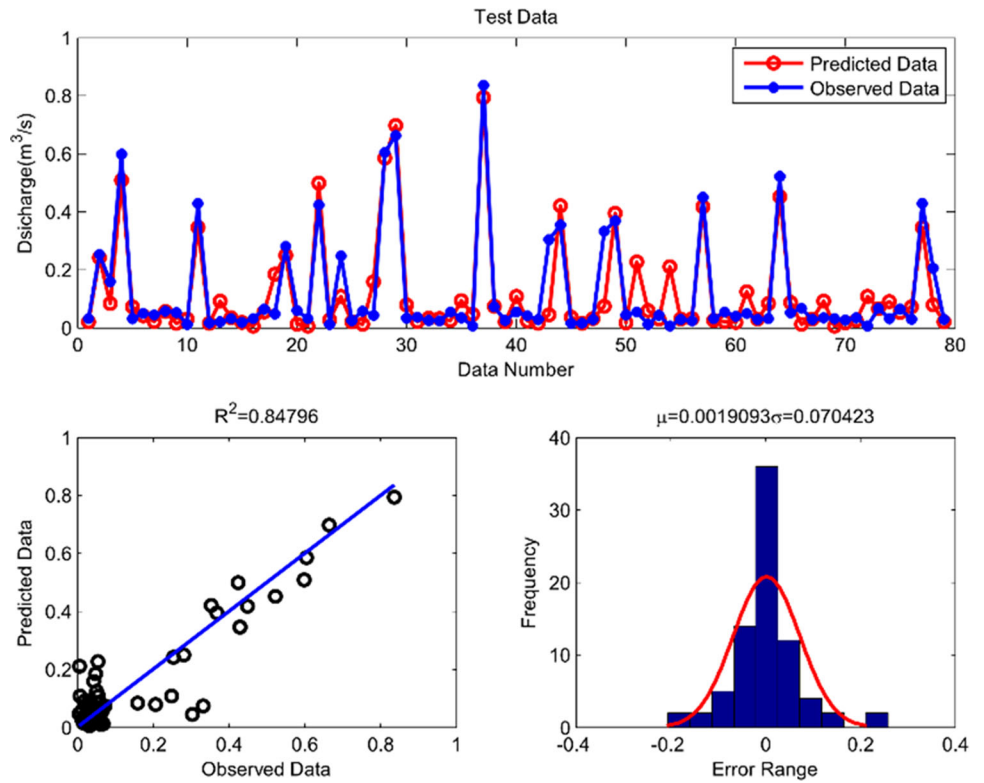 Test Data
Dsicharge(m³/s)
1
0.8
0.6
0.4
0.2
0
Predicted Data
Observed Data
0 10 20 30 40 50 60 70 80
Data Number
R²=0.84796
Predicted Data
1
0.8
0.6
0.4
0.2
0
0 0.2 0.4 0.6 0.8 1
Observed Data
μ=0.0019093σ=0.070423
Frequency
40
30
20
10
0
-0.4 -0.2 0 0.2 0.4
Error Range